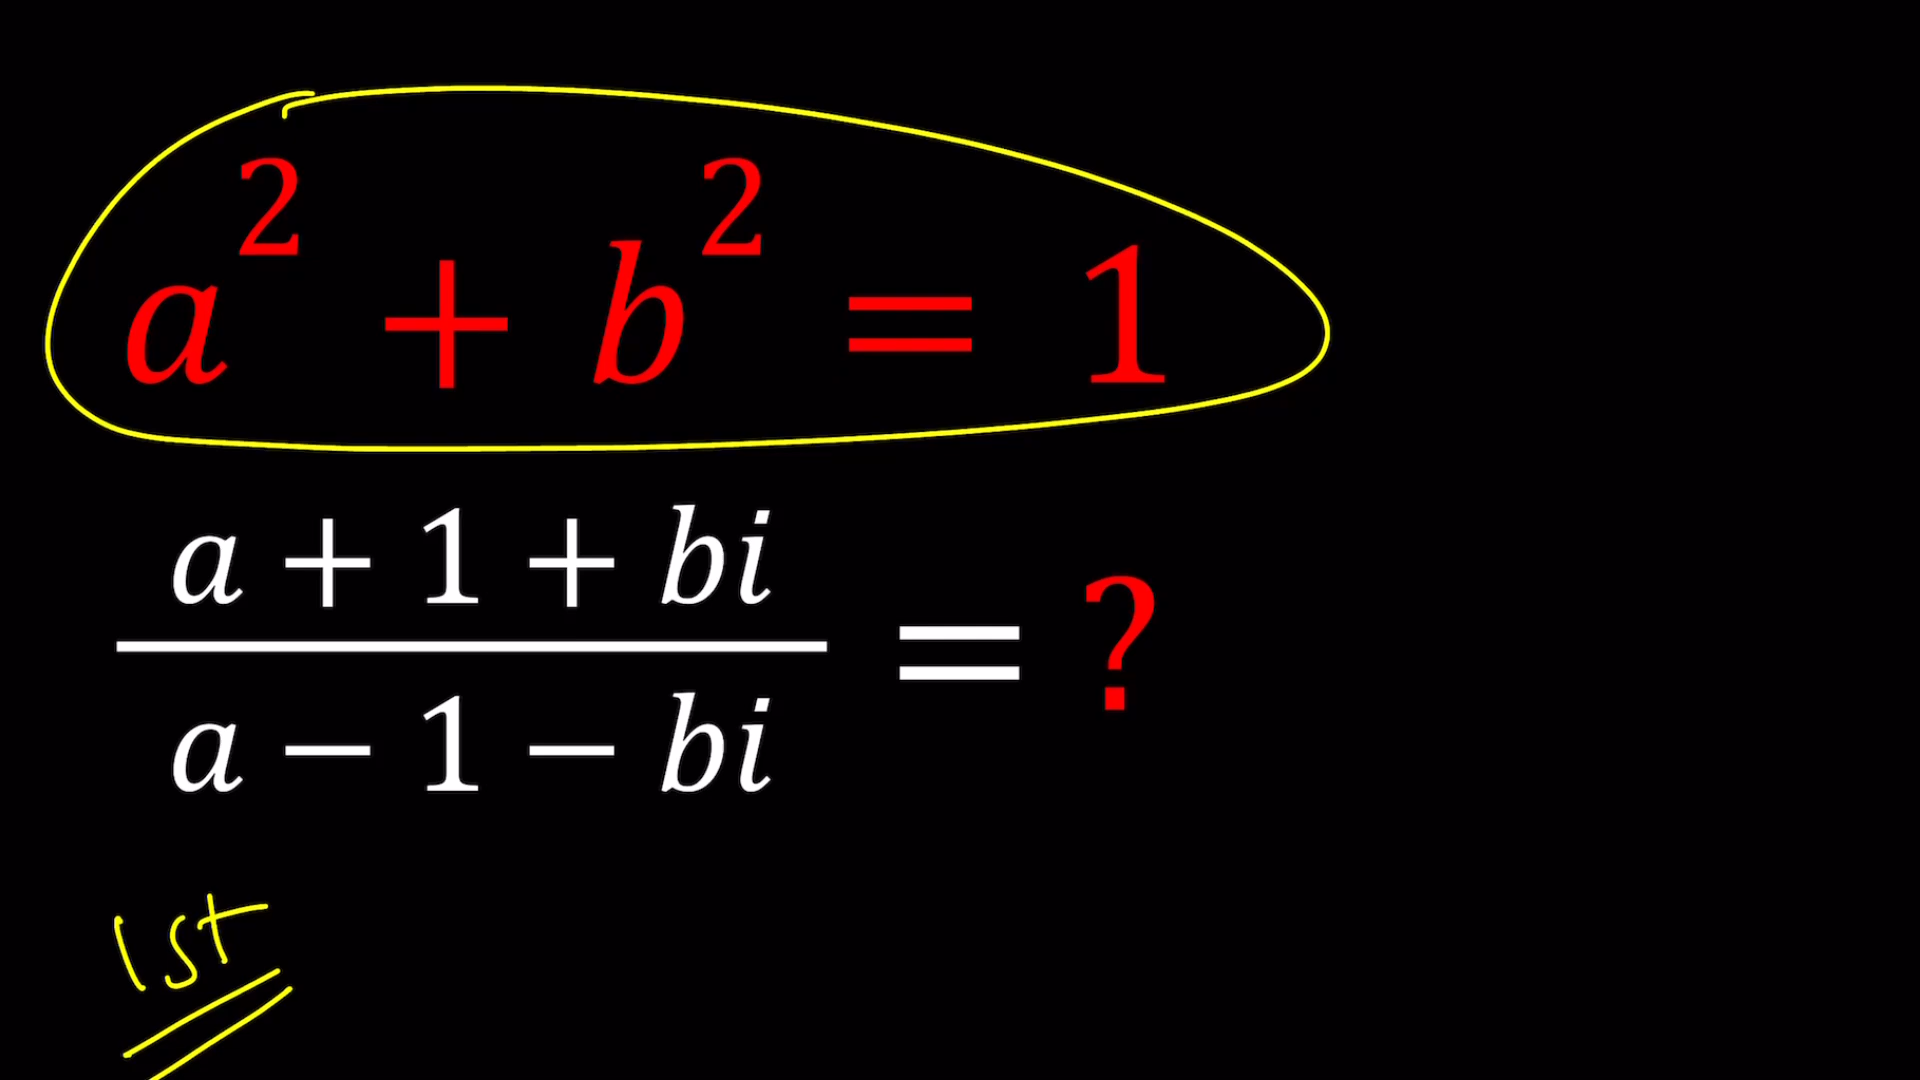 a² + b² = 1
a + 1 + bi
a − 1 − bi
= ?
1st